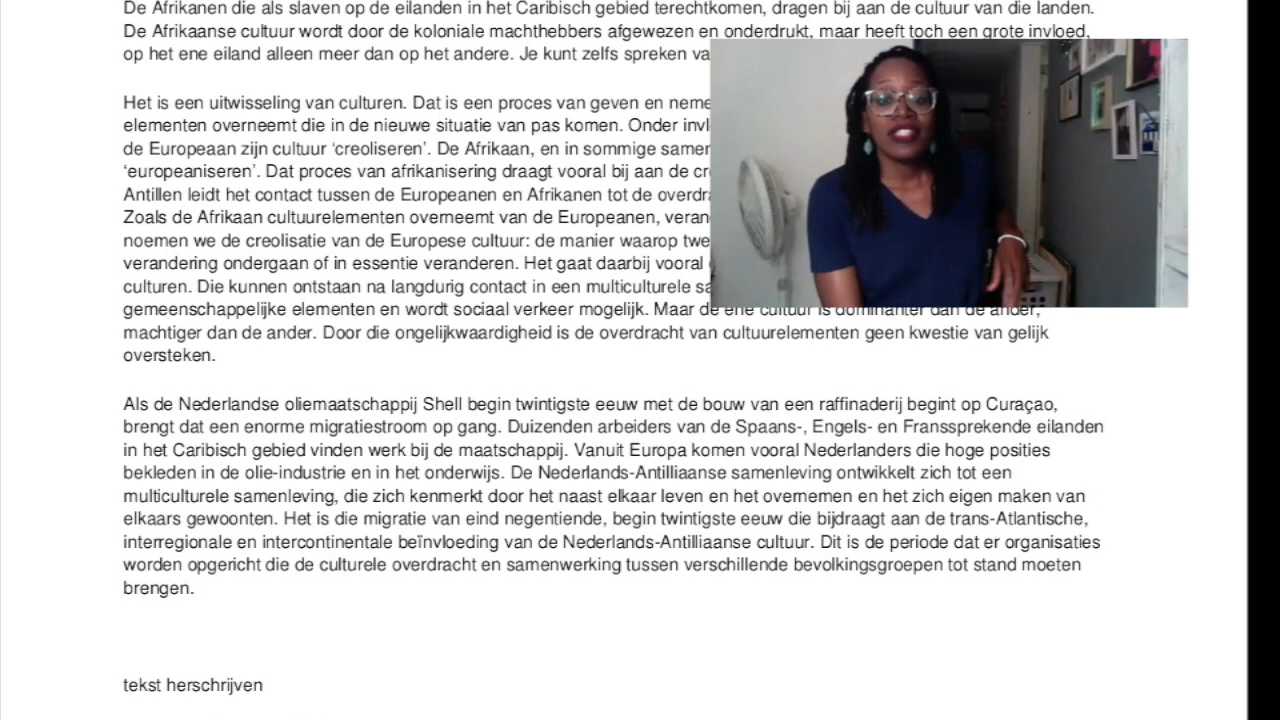 De Afrikanen die als slaven op de eilanden in het Caribisch gebied terechtkomen, dragen bij aan de cultuur van die landen.
De Afrikaanse cultuur wordt door de koloniale machthebbers afgewezen en onderdrukt, maar heeft toch een grote invloed,
op het ene eiland alleen meer dan op het andere. Je kunt zelfs spreken va
Het is een uitwisseling van culturen. Dat is een proces van geven en neme
elementen overneemt die in de nieuwe situatie van pas komen. Onder invl
de Europeaan zijn cultuur ‘creoliseren’. De Afrikaan, en in sommige samer
‘europeaniseren’. Dat proces van afrikanisering draagt vooral bij aan de cr
Antillen leidt het contact tussen de Europeanen en Afrikanen tot de overdr
Zoals de Afrikaan cultuurelementen overneemt van de Europeanen, veran
noemen we de creolisatie van de Europese cultuur: de manier waarop twe
verandering ondergaan of in essentie veranderen. Het gaat daarbij vooral
culturen. Die kunnen ontstaan na langdurig contact in een multiculturele sa
gemeenschappelijke elementen en wordt sociaal verkeer mogelijk. Maar de ene cultuur is dominanter dan de ander,
machtiger dan de ander. Door die ongelijkwaardigheid is de overdracht van cultuurelementen geen kwestie van gelijk
oversteken.
Als de Nederlandse oliemaatschappij Shell begin twintigste eeuw met de bouw van een raffinaderij begint op Curaçao,
brengt dat een enorme migratiestroom op gang. Duizenden arbeiders van de Spaans-, Engels- en Franssprekende eilanden
in het Caribisch gebied vinden werk bij de maatschappij. Vanuit Europa komen vooral Nederlanders die hoge posities
bekleden in de olie-industrie en in het onderwijs. De Nederlands-Antilliaanse samenleving ontwikkelt zich tot een
multiculturele samenleving, die zich kenmerkt door het naast elkaar leven en het overnemen en het zich eigen maken van
elkaars gewoonten. Het is die migratie van eind negentiende, begin twintigste eeuw die bijdraagt aan de trans-Atlantische,
interregionale en intercontinentale beïnvloeding van de Nederlands-Antilliaanse cultuur. Dit is de periode dat er organisaties
worden opgericht die de culturele overdracht en samenwerking tussen verschillende bevolkingsgroepen tot stand moeten
brengen.
tekst herschrijven